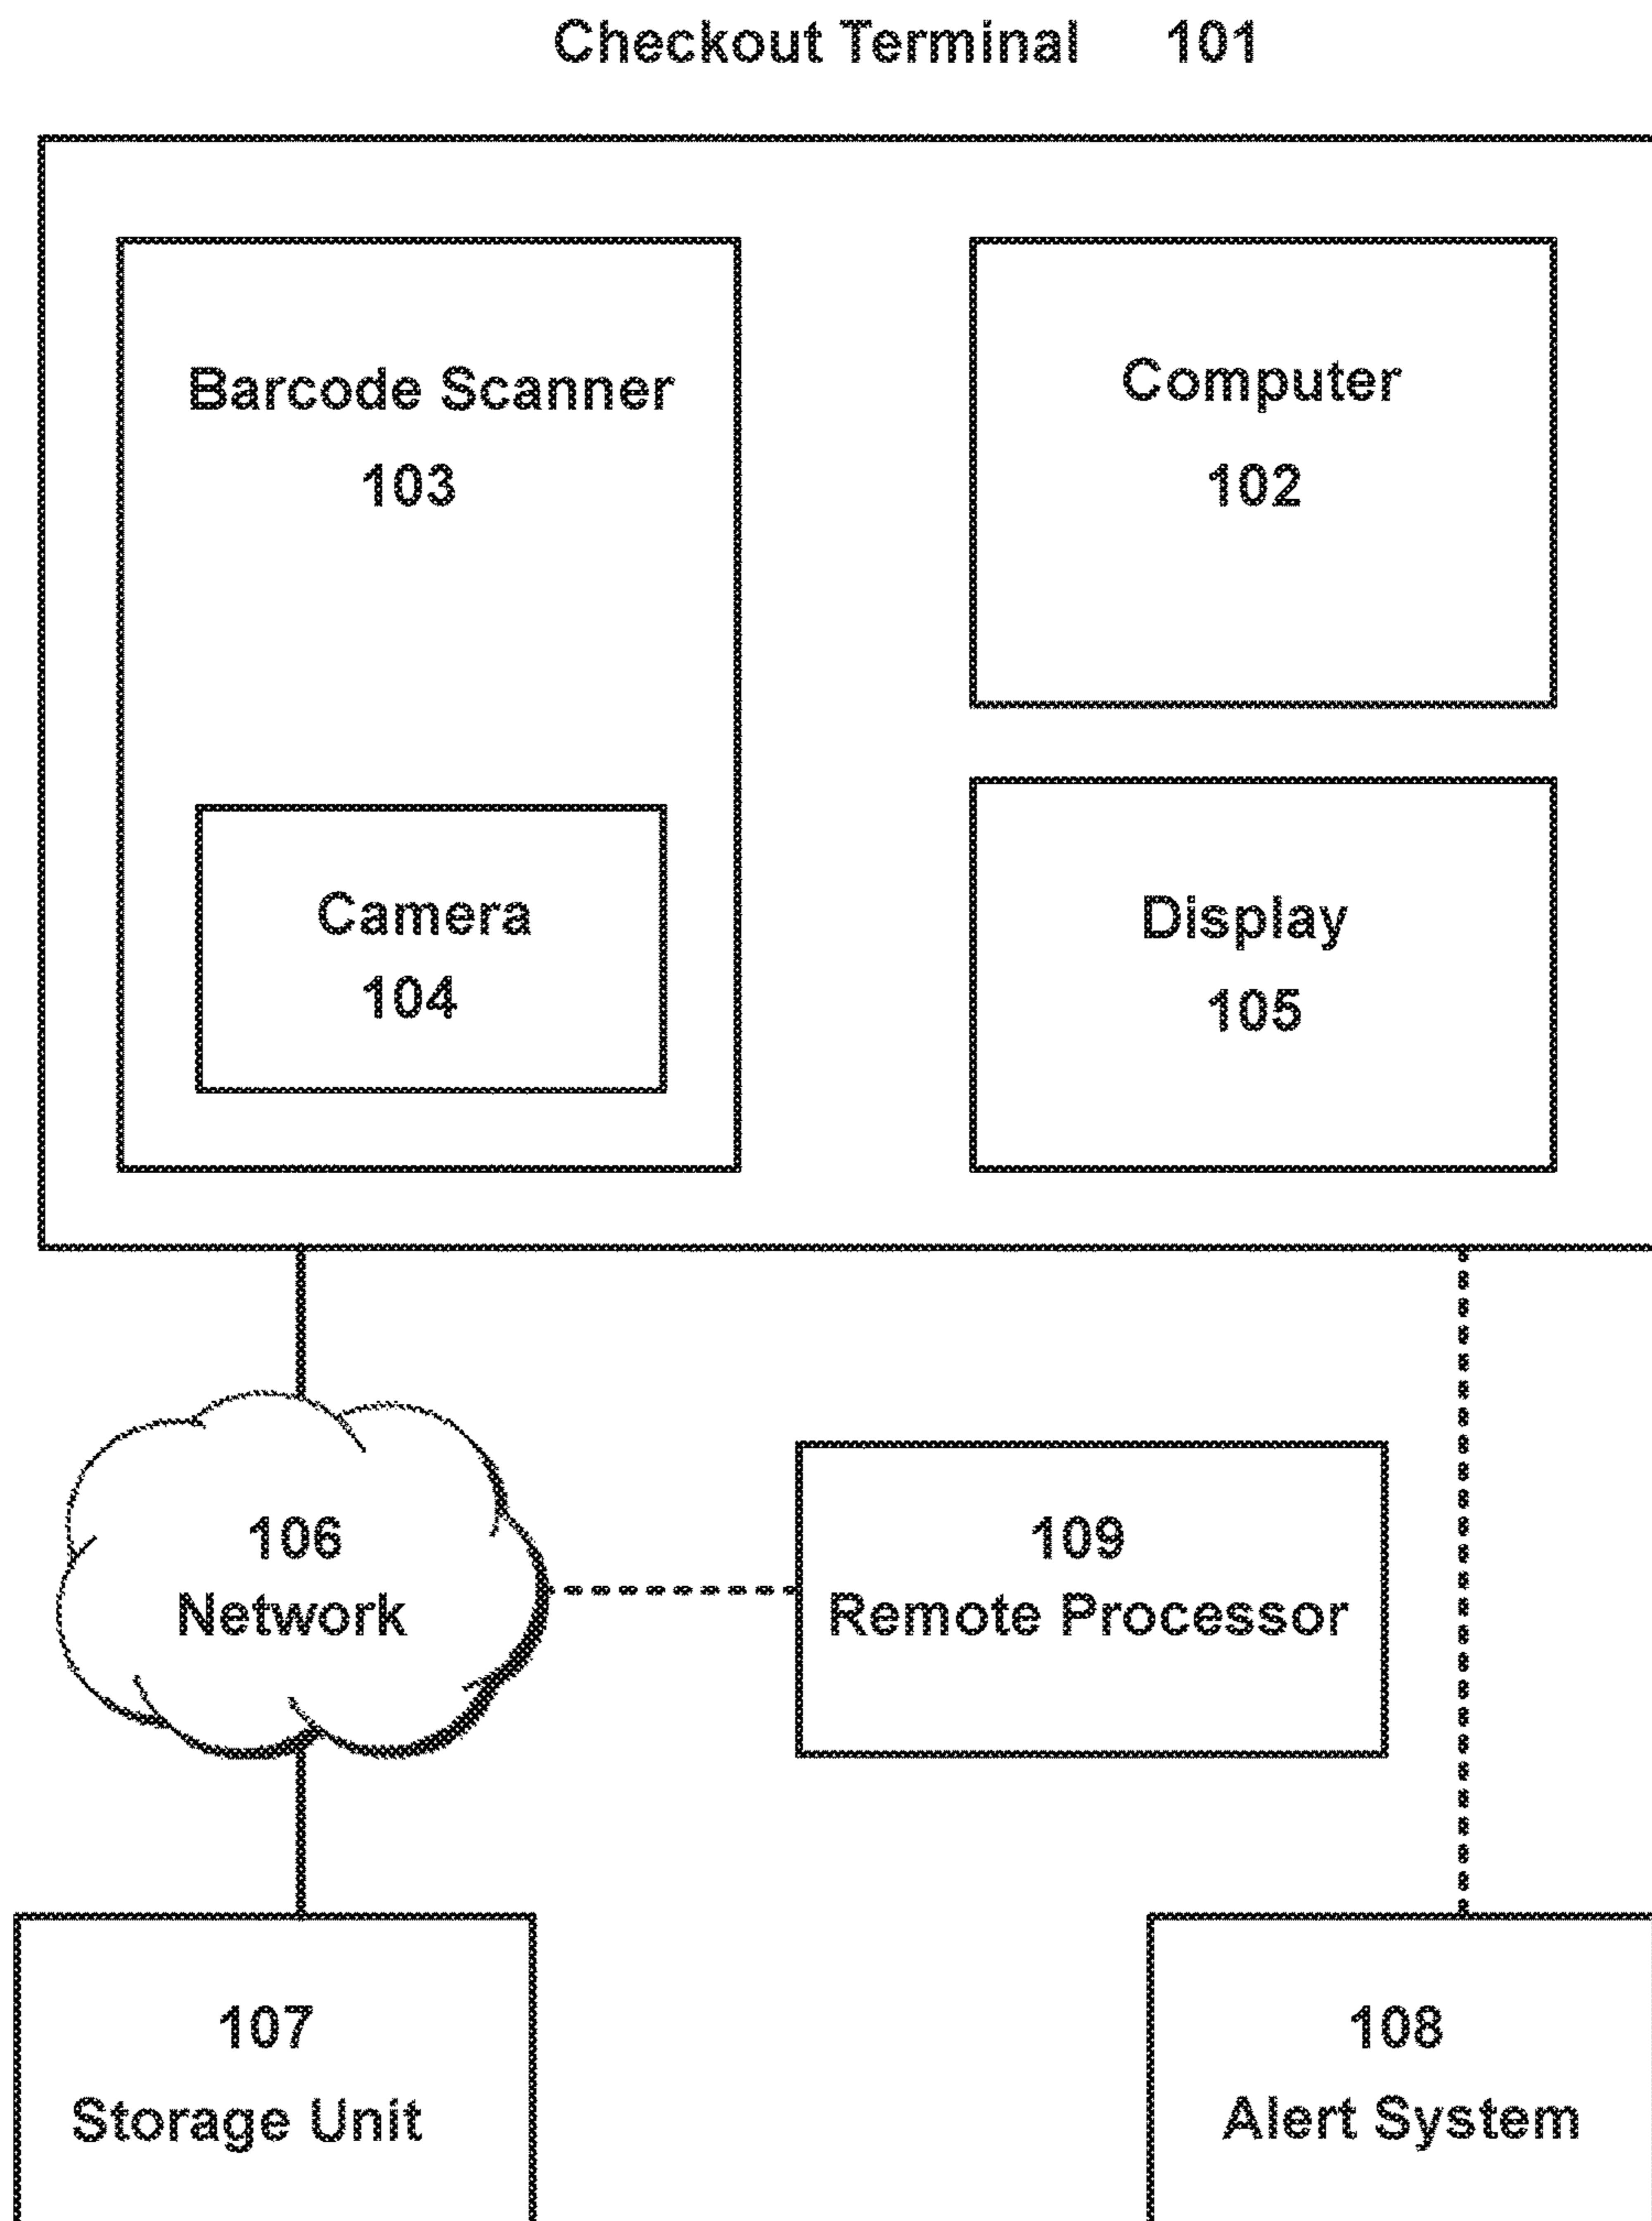 Checkout Terminal 101
Barcode Scanner
103
Computer
102
Camera
104
Display
105
106
Network
109
Remote Processor
107
Storage Unit
108
Alert System